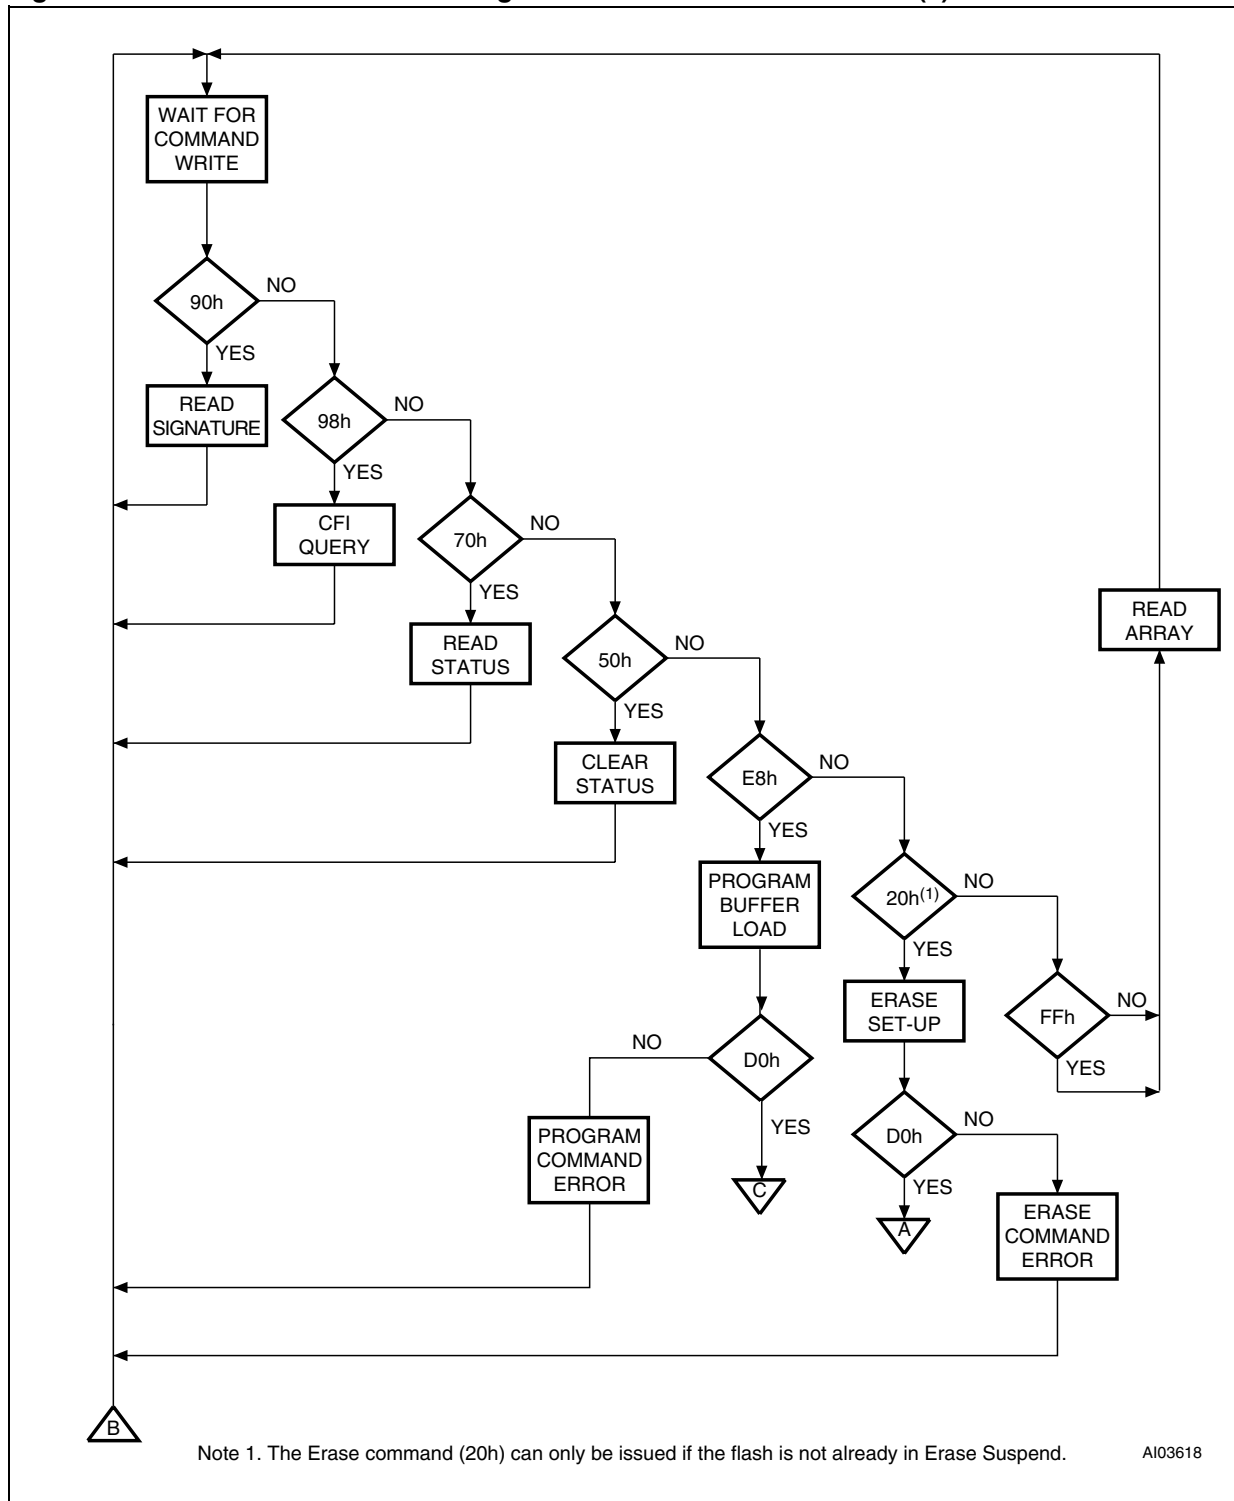 WAIT FOR
COMMAND
WRITE
90h
NO
YES
READ
SIGNATURE
98h
NO
YES
CFI
QUERY
70h
NO
YES
READ
STATUS
50h
NO
YES
CLEAR
STATUS
E8h
NO
YES
PROGRAM
BUFFER
LOAD
D0h
NO
YES
PROGRAM
COMMAND
ERROR
C
20h(1)
NO
YES
ERASE
SET-UP
D0h
NO
YES
A
ERASE
COMMAND
ERROR
FFh
NO
YES
READ
ARRAY
B
Note 1. The Erase command (20h) can only be issued if the flash is not already in Erase Suspend.
AI03618